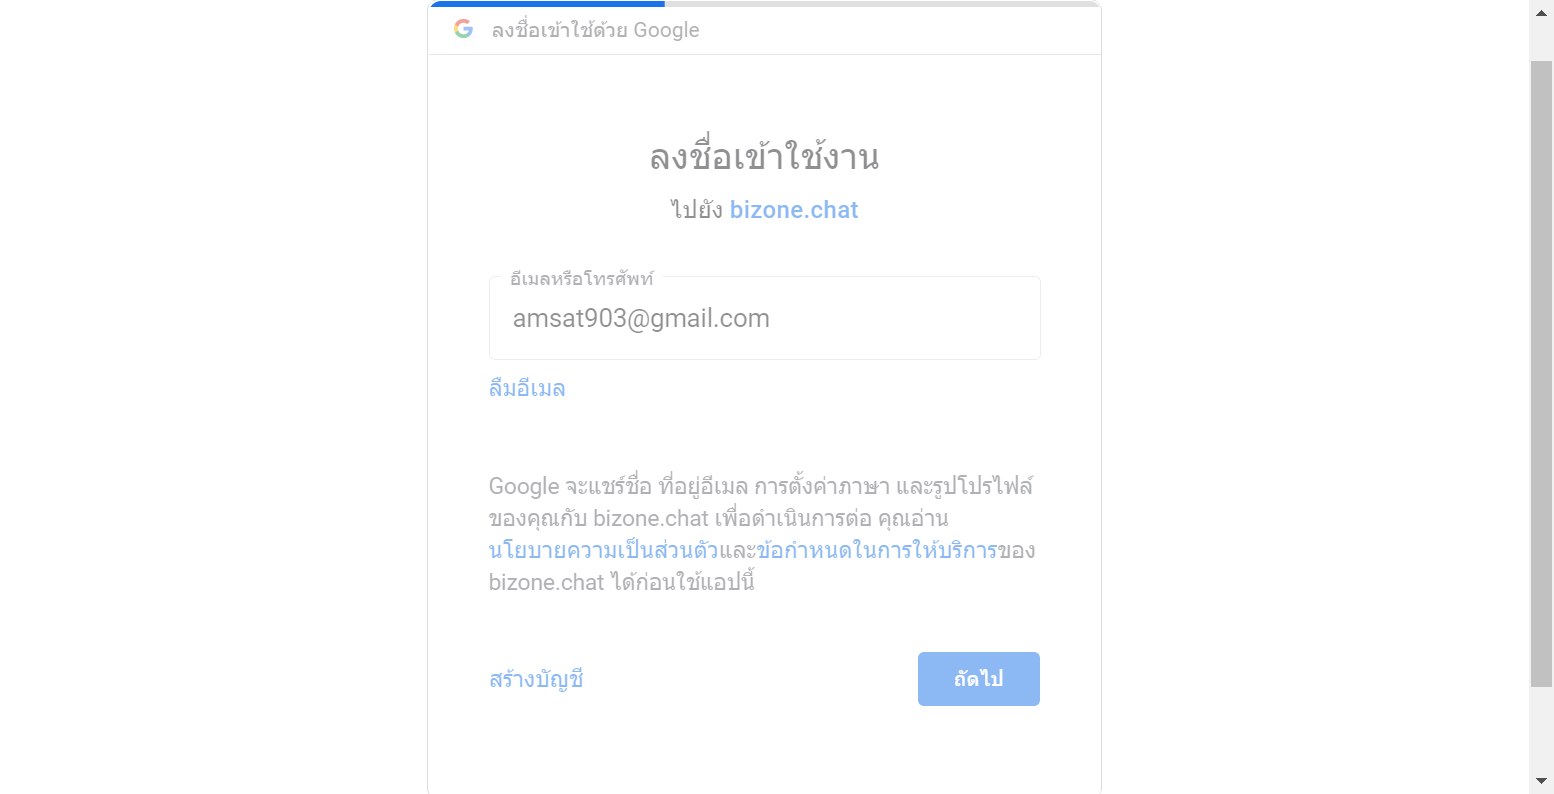 ลงชื่อเข้าใช้ด้วย Google
ลงชื่อเข้าใช้งาน
ไปยัง bizone.chat
อีเมลหรือโทรศัพท์
amsat903@gmail.com
ลืมอีเมล
Google จะแชร์ชื่อ ที่อยู่อีเมล การตั้งค่าภาษา และรูปโปรไฟล์
ของคุณกับ bizone.chat เพื่อดำเนินการต่อ คุณอ่าน
นโยบายความเป็นส่วนตัวและข้อกำหนดในการให้บริการของ
bizone.chat ได้ก่อนใช้แอปนี้
สร้างบัญชี
ถัดไป